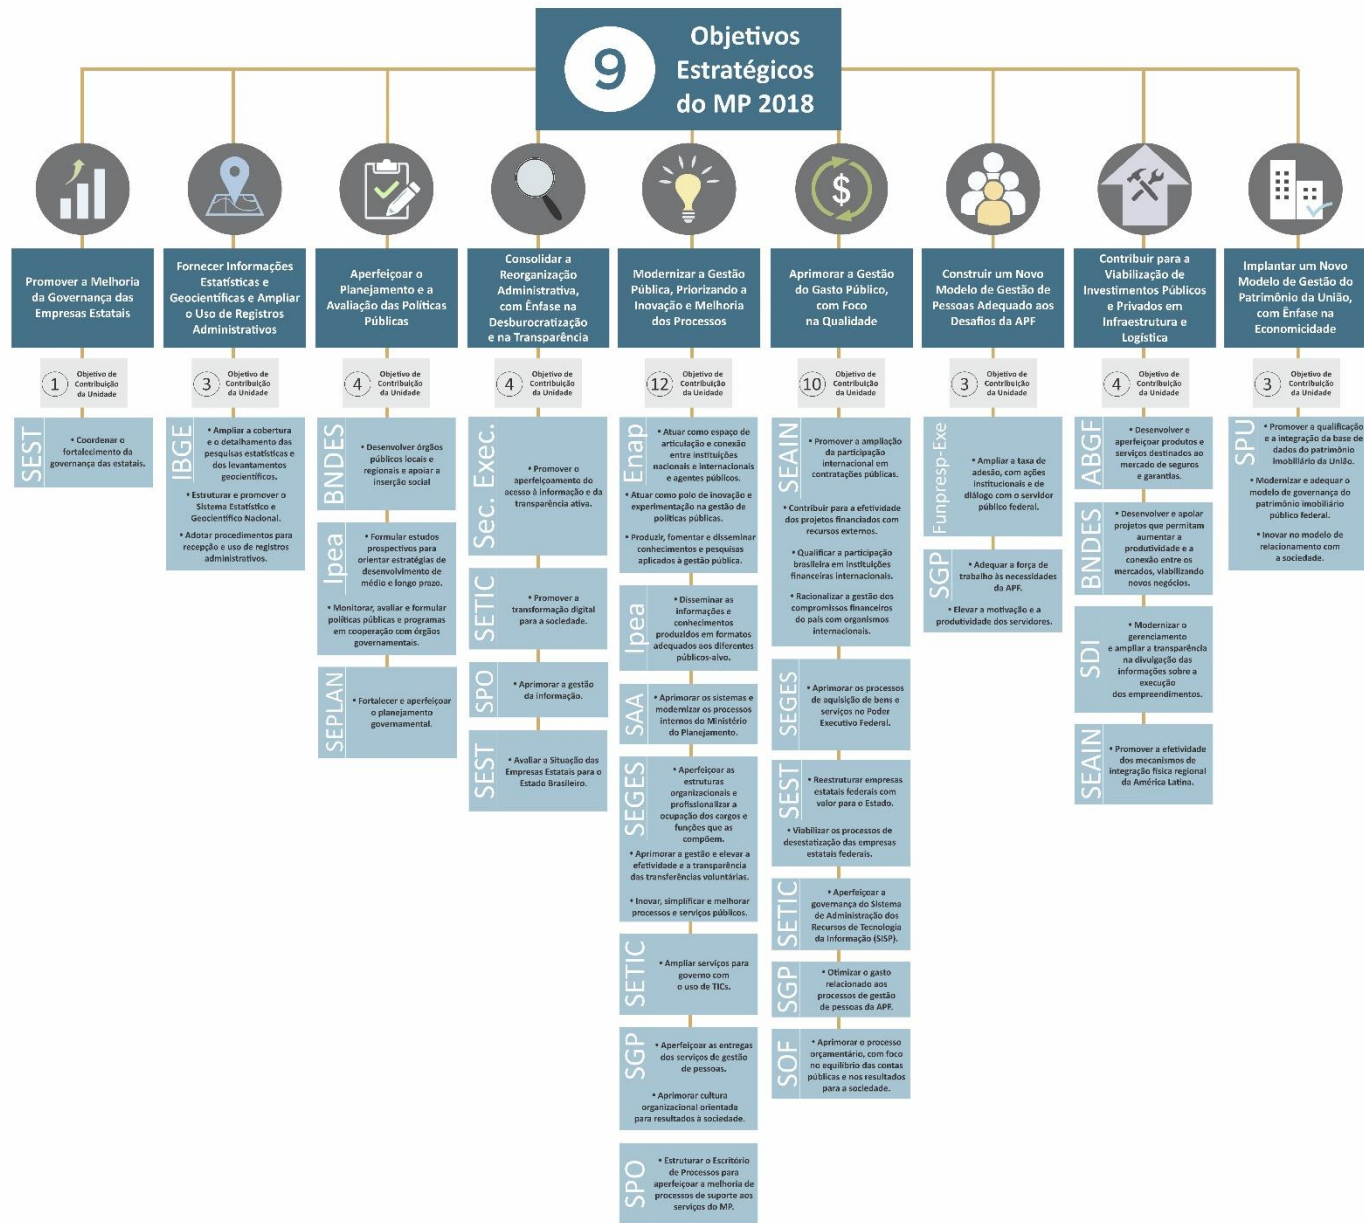 9
Objetivos
Estratégicos
do MP 2018
Promover a Melhoria
da Governança das
Empresas Estatais
1
Objetivo de
Contribuição
da Unidade
SEST
• Coordenar o
fortalecimento da
governança das estatais.
Fornecer Informações
Estatísticas e
Geocientíficas e Ampliar
o Uso de Registros
Administrativos
3
Objetivo de
Contribuição
da Unidade
IBGE
• Ampliar a cobertura
e o detalhamento das
pesquisas estatísticas e
dos levantamentos
geocientíficos.
• Estruturar e promover o
Sistema Estatístico e
Geocientífico Nacional.
• Adotar procedimentos para
recepção e uso de registros
administrativos.
Aperfeiçoar o
Planejamento e a
Avaliação das Políticas
Públicas
4
Objetivo de
Contribuição
da Unidade
BNDES
• Desenvolver órgãos
públicos locais e
regionais e apoiar a
inserção social
Ipea
• Formular estudos
prospectivos para
orientar estratégias de
desenvolvimento de
médio e longo prazo.
• Monitorar, avaliar e formular
políticas públicas e programas
em cooperação com órgãos
governamentais.
SEPLAN
• Fortalecer e aperfeiçoar
o planejamento
governamental.
Consolidar a
Reorganização
Administrativa,
com Ênfase na
Desburocratização
e na Transparência
4
Objetivo de
Contribuição
da Unidade
Sec. Exec.
• Promover o
aperfeiçoamento do
acesso à informação e da
transparência ativa.
SETIC
• Promover a
transformação digital
para a sociedade.
SPO
• Aprimorar a gestão
da informação.
SEST
• Avaliar a Situação das
Empresas Estatais para o
Estado Brasileiro.
Modernizar a Gestão
Pública, Priorizando a
Inovação e Melhoria
dos Processos
12
Objetivo de
Contribuição
da Unidade
Enap
• Atuar como espaço de
articulação e conexão
entre instituições
nacionais e internacionais
e agentes públicos.
• Atuar como polo de inovação e
experimentação na gestão de
políticas públicas.
• Produzir, fomentar e disseminar
conhecimentos e pesquisas
aplicados à gestão pública.
Ipea
• Disseminar as
informações e
conhecimentos
produzidos em formatos
adequados aos diferentes
públicos-alvo.
SAA
• Aprimorar os sistemas e
modernizar os processos
internos do Ministério
do Planejamento.
SEGES
• Aperfeiçoar as
estruturas
organizacionais e
profissionalizar a
ocupação dos cargos e
funções que as
compõem.
• Aprimorar a gestão e elevar a
efetividade e a transparência
das transferências voluntárias.
• Inovar, simplificar e melhorar
processos e serviços públicos.
SETIC
• Ampliar serviços para
governo com
o uso de TICs.
SGP
• Aperfeiçoar as entregas
dos serviços de gestão
de pessoas.
• Aprimorar cultura
organizacional orientada
para resultados à sociedade.
SPO
• Estruturar o Escritório
de Processos para
aperfeiçoar a melhoria de
processos de suporte aos
serviços do MP.
Aprimorar a Gestão
do Gasto Público,
com Foco
na Qualidade
10
Objetivo de
Contribuição
da Unidade
SEAIN
• Promover a ampliação
da participação
internacional em
contratações públicas.
• Contribuir para a efetividade
dos projetos financiados com
recursos externos.
• Qualificar a participação
brasileira em instituições
financeiras internacionais.
• Racionalizar a gestão dos
compromissos financeiros
do país com organismos
internacionais.
SEGES
• Aprimorar os processos
de aquisição de bens e
serviços no Poder
Executivo Federal.
SEST
• Reestruturar empresas
estatais federais com
valor para o Estado.
• Viabilizar os processos de
desestatização das empresas
estatais federais.
SETIC
• Aperfeiçoar a
governança do Sistema
de Administração dos
Recursos de Tecnologia
da Informação (SISP).
SGP
• Otimizar o gasto
relacionado aos
processos de gestão
de pessoas da APF.
SOF
• Aprimorar o processo
orçamentário, com foco
no equilíbrio das contas
públicas e nos resultados
para a sociedade.
Construir um Novo
Modelo de Gestão de
Pessoas Adequado aos
Desafios da APF
3
Objetivo de
Contribuição
da Unidade
Funpresp-Exe
• Ampliar a taxa de
adesão, com ações
institucionais e de
diálogo com o servidor
público federal.
SGP
• Adequar a força de
trabalho às necessidades
da APF.
• Elevar a motivação e a
produtividade dos servidores.
Contribuir para a
Viabilização de
Investimentos Públicos
e Privados em
Infraestrutura e
Logística
4
Objetivo de
Contribuição
da Unidade
ABGF
• Desenvolver e
aperfeiçoar produtos e
serviços destinados ao
mercado de seguros
e garantias.
BNDES
• Desenvolver e apoiar
projetos que permitam
aumentar a
produtividade e a
conexão entre os
mercados, viabilizando
novos negócios.
SDI
• Modernizar o
gerenciamento
e ampliar a transparência
na divulgação das
informações sobre a
execução
dos empreendimentos.
SEAIN
• Promover a efetividade
dos mecanismos de
integração física regional
da América Latina.
Implantar um Novo
Modelo de Gestão do
Patrimônio da União,
com Ênfase na
Economicidade
3
Objetivo de
Contribuição
da Unidade
SPU
• Promover a qualificação
e a integração da base de
dados do patrimônio
imobiliário da União.
• Modernizar e adequar o
modelo de governança do
patrimônio imobiliário
público federal.
• Inovar no modelo de
relacionamento com
a sociedade.
$